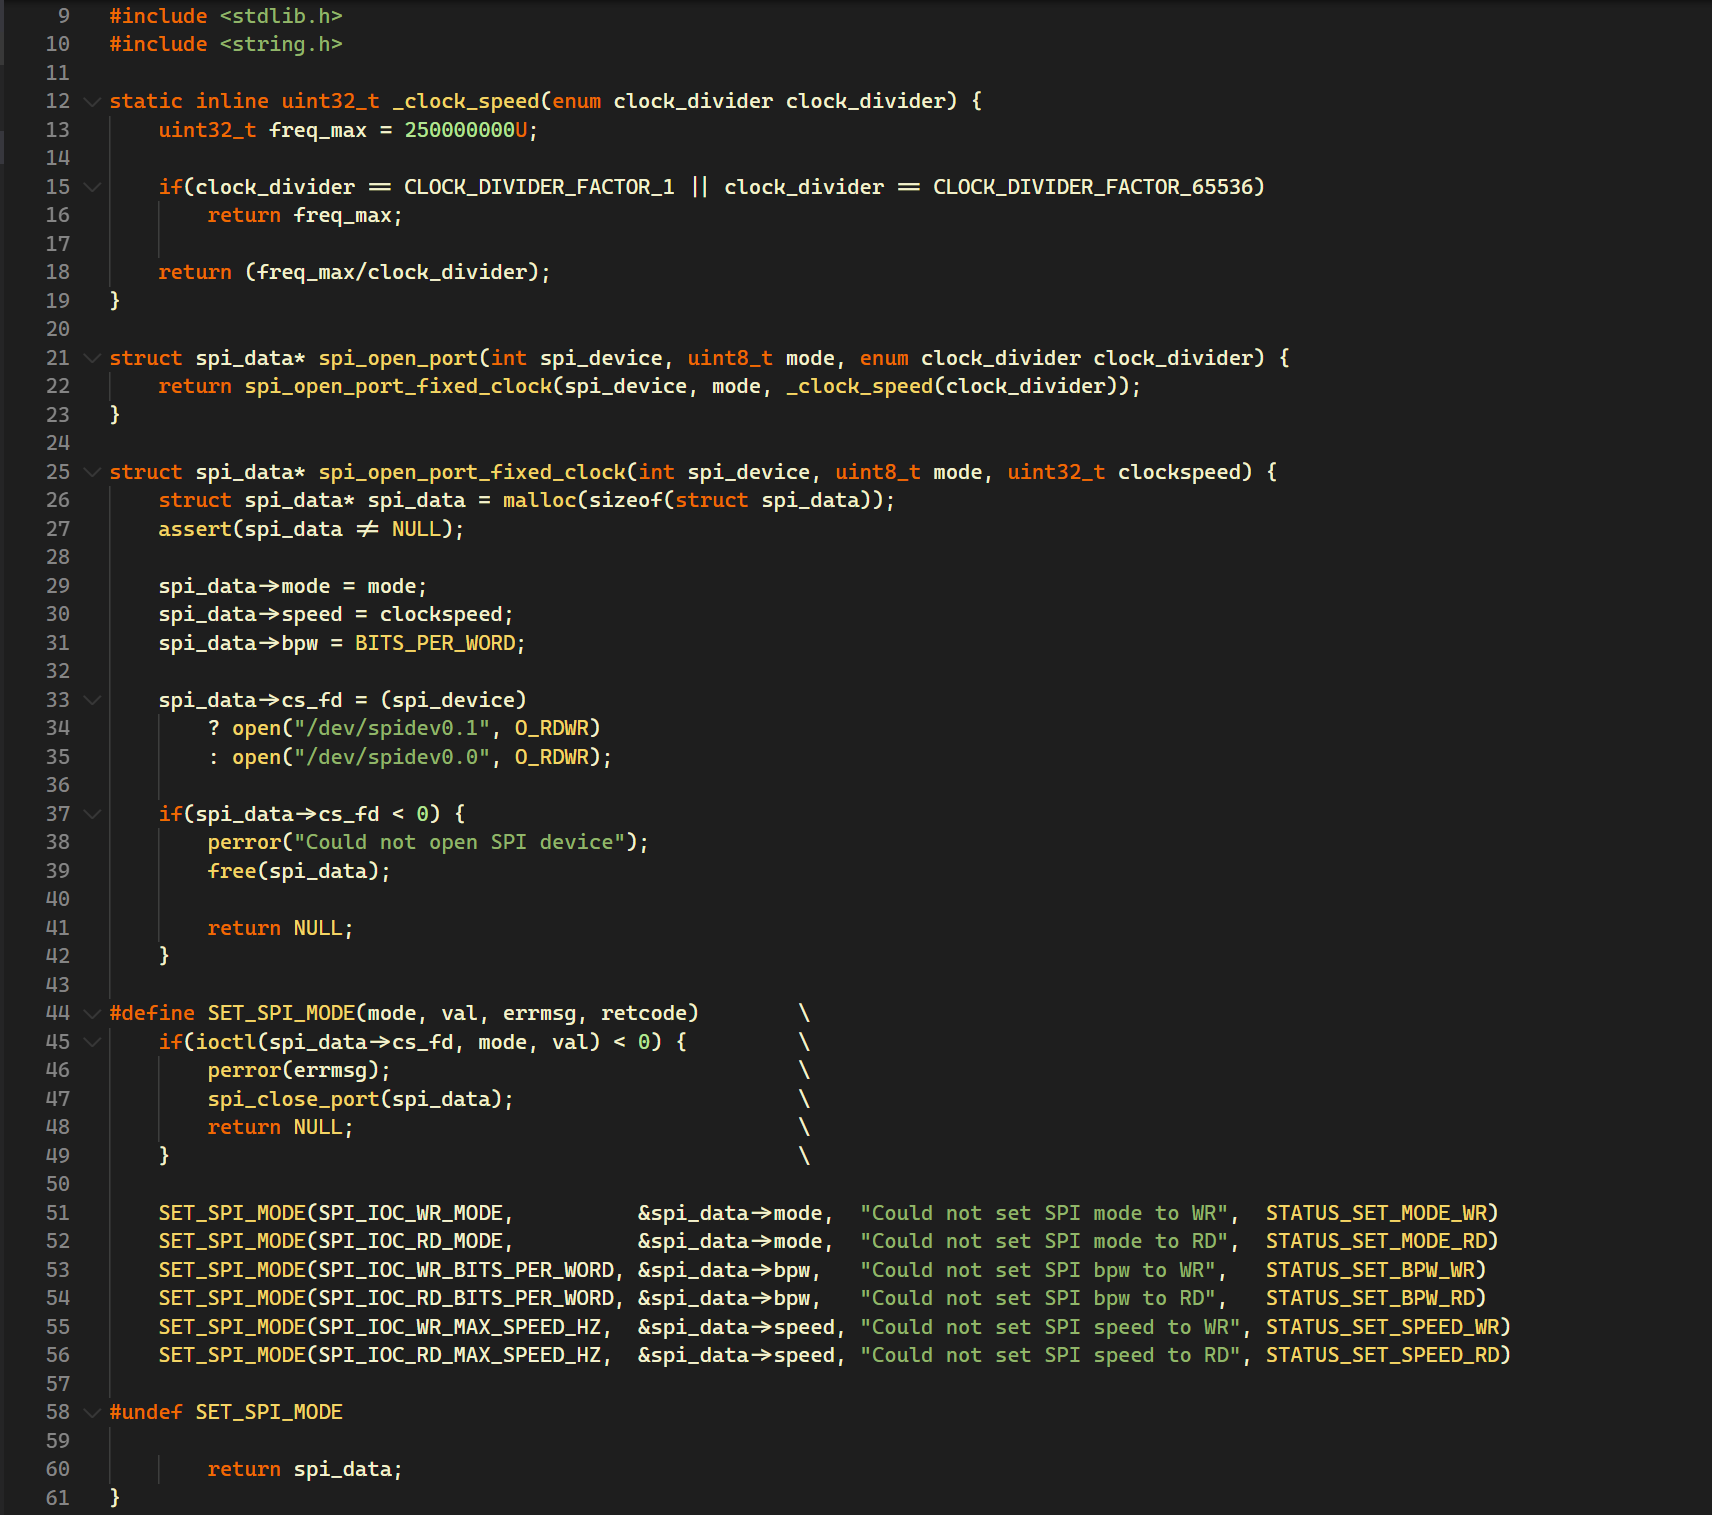 9 #include <stdlib.h>
10 #include <string.h>
11
12 static inline uint32_t _clock_speed(enum clock_divider clock_divider) {
13     uint32_t freq_max = 250000000U;
14
15     if(clock_divider == CLOCK_DIVIDER_FACTOR_1 || clock_divider == CLOCK_DIVIDER_FACTOR_65536)
16         return freq_max;
17
18     return (freq_max/clock_divider);
19 }
20
21 struct spi_data* spi_open_port(int spi_device, uint8_t mode, enum clock_divider clock_divider) {
22     return spi_open_port_fixed_clock(spi_device, mode, _clock_speed(clock_divider));
23 }
24
25 struct spi_data* spi_open_port_fixed_clock(int spi_device, uint8_t mode, uint32_t clockspeed) {
26     struct spi_data* spi_data = malloc(sizeof(struct spi_data));
27     assert(spi_data != NULL);
28
29     spi_data->mode = mode;
30     spi_data->speed = clockspeed;
31     spi_data->bpw = BITS_PER_WORD;
32
33     spi_data->cs_fd = (spi_device)
34         ? open("/dev/spidev0.1", O_RDWR)
35         : open("/dev/spidev0.0", O_RDWR);
36
37     if(spi_data->cs_fd < 0) {
38         perror("Could not open SPI device");
39         free(spi_data);
40
41         return NULL;
42     }
43
44 #define SET_SPI_MODE(mode, val, errmsg, retcode)        \
45     if(ioctl(spi_data->cs_fd, mode, val) < 0) {         \
46         perror(errmsg);                                 \
47         spi_close_port(spi_data);                       \
48         return NULL;                                    \
49     }                                                   \
50
51     SET_SPI_MODE(SPI_IOC_WR_MODE,          &spi_data->mode,  "Could not set SPI mode to WR",  STATUS_SET_MODE_WR)
52     SET_SPI_MODE(SPI_IOC_RD_MODE,          &spi_data->mode,  "Could not set SPI mode to RD",  STATUS_SET_MODE_RD)
53     SET_SPI_MODE(SPI_IOC_WR_BITS_PER_WORD, &spi_data->bpw,   "Could not set SPI bpw to WR",   STATUS_SET_BPW_WR)
54     SET_SPI_MODE(SPI_IOC_RD_BITS_PER_WORD, &spi_data->bpw,   "Could not set SPI bpw to RD",   STATUS_SET_BPW_RD)
55     SET_SPI_MODE(SPI_IOC_WR_MAX_SPEED_HZ,  &spi_data->speed, "Could not set SPI speed to WR", STATUS_SET_SPEED_WR)
56     SET_SPI_MODE(SPI_IOC_RD_MAX_SPEED_HZ,  &spi_data->speed, "Could not set SPI speed to RD", STATUS_SET_SPEED_RD)
57
58 #undef SET_SPI_MODE
59
60         return spi_data;
61 }